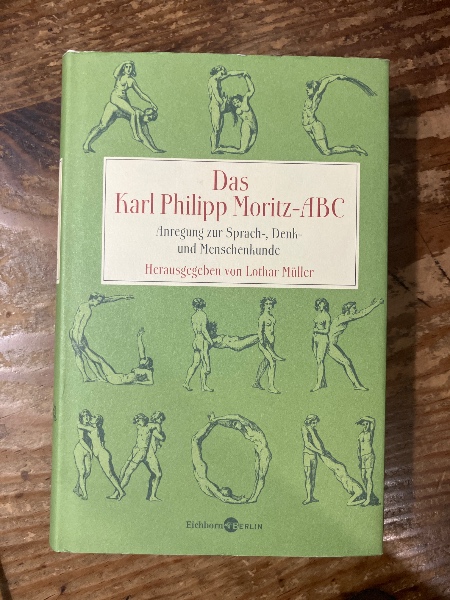 A B C
Das
Karl Philipp Moritz-ABC
Anregung zur Sprach-, Denk-
und Menschenkunde
Herausgegeben von Lothar Müller
G H K
M O N
Eichborn BERLIN